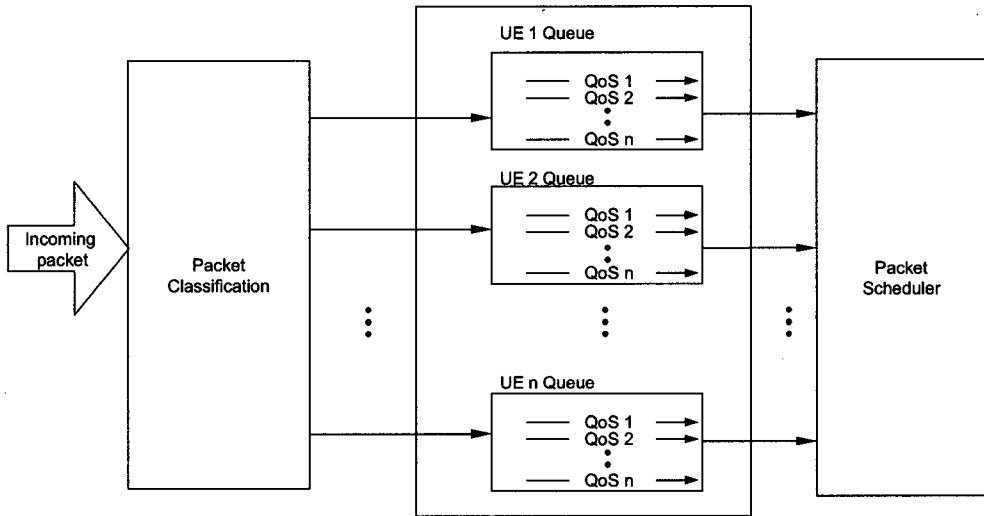 Incoming
packet
Packet
Classification
UE 1 Queue
QoS 1
QoS 2
QoS n
UE 2 Queue
QoS 1
QoS 2
QoS n
UE n Queue
QoS 1
QoS 2
QoS n
Packet
Scheduler